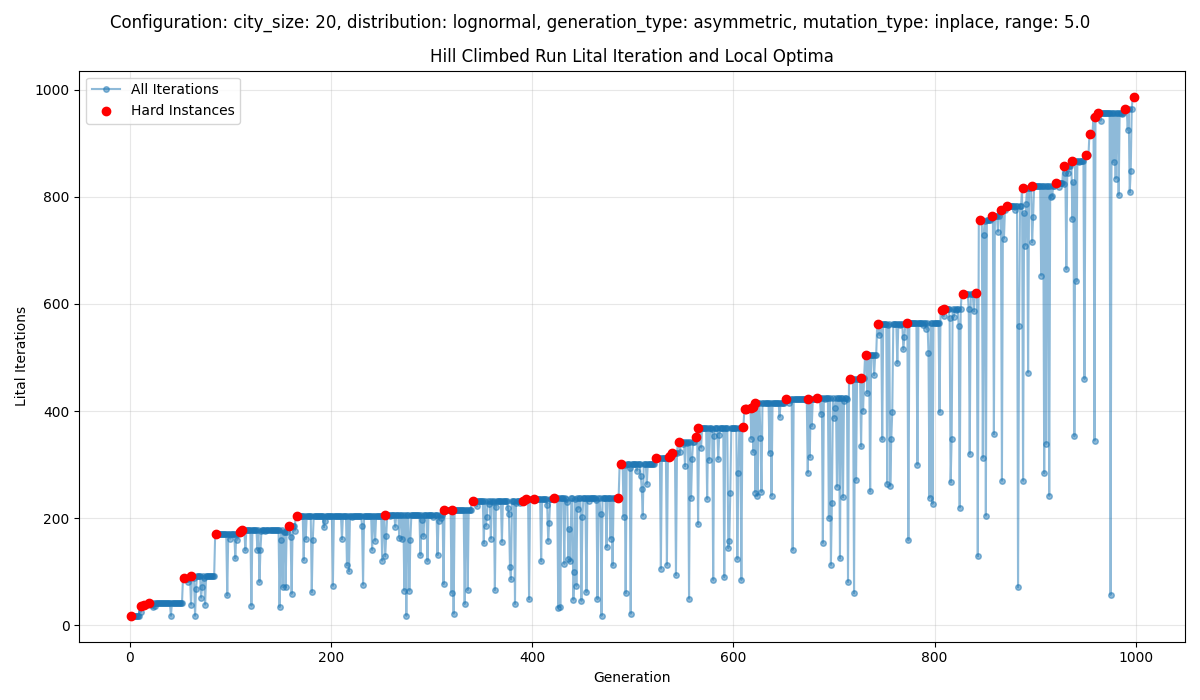 Configuration: city_size: 20, distribution: lognormal, generation_type: asymmetric, mutation_type: inplace, range: 5.0
Hill Climbed Run Lital Iteration and Local Optima
All Iterations
Hard Instances
Lital Iterations
1000
800
600
400
200
0
0 200 400 600 800 1000
Generation